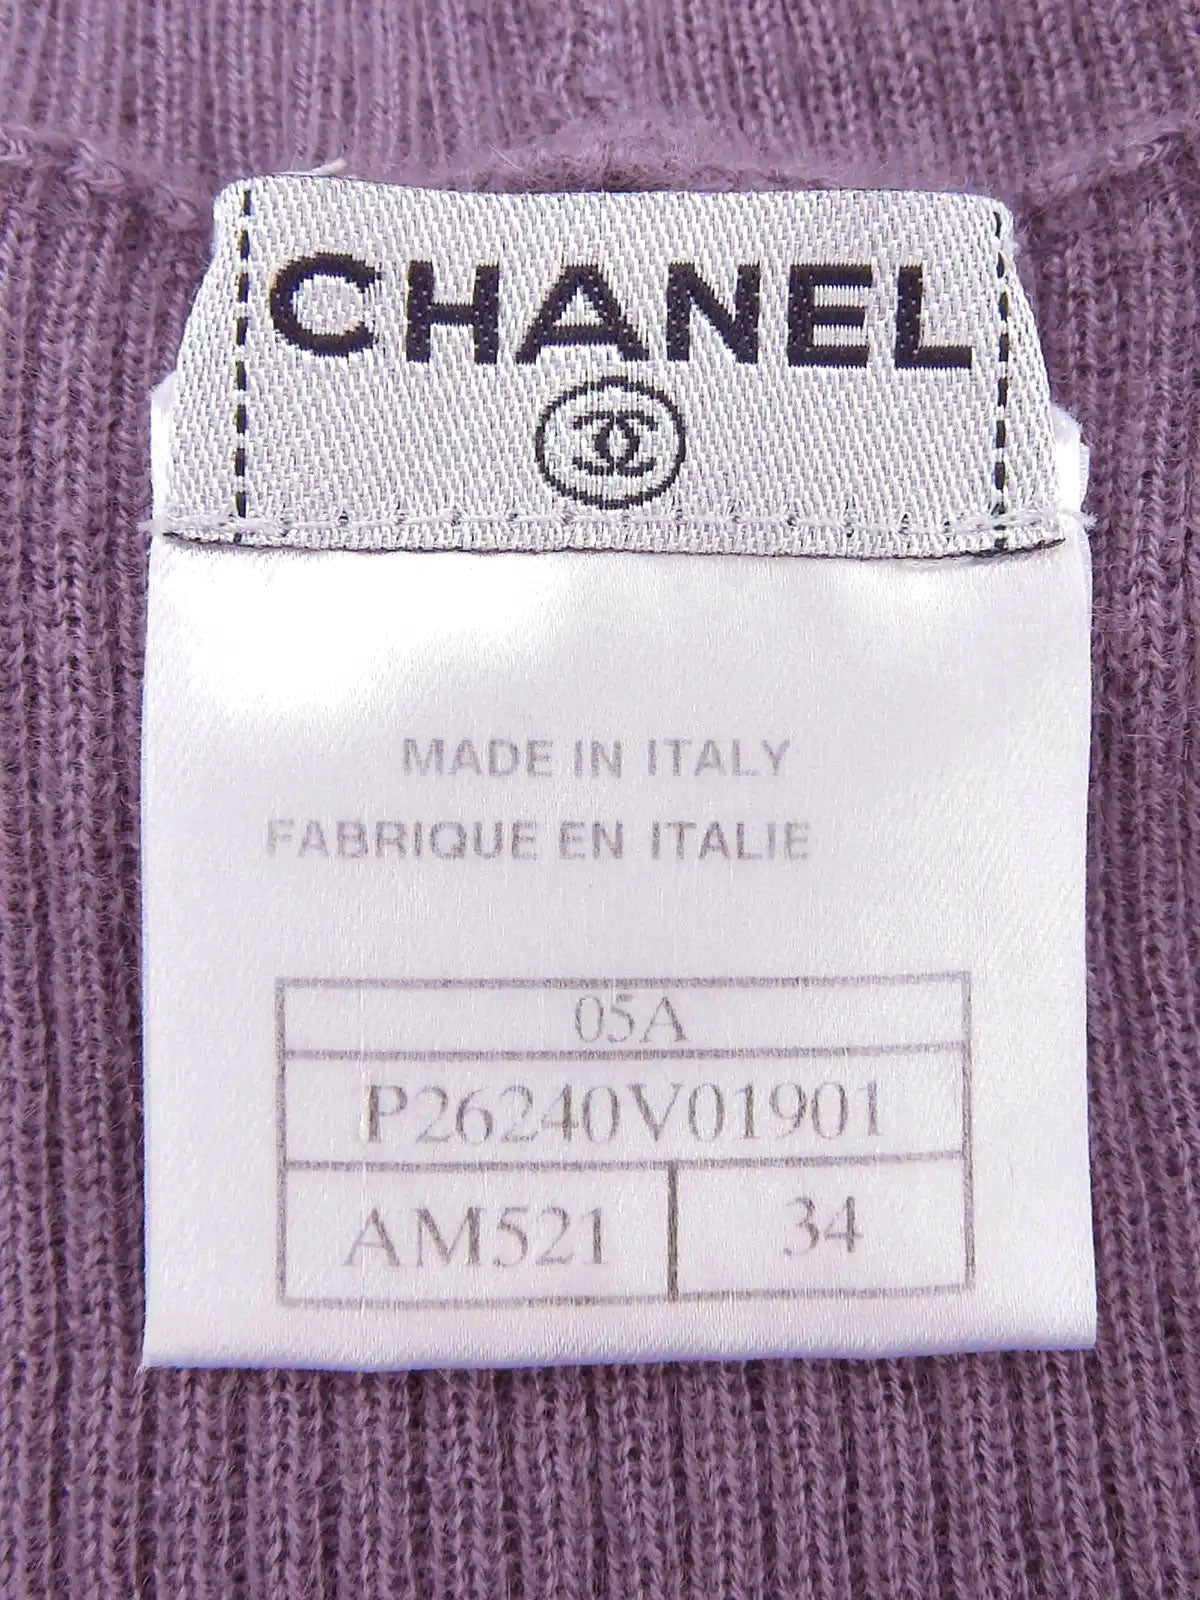 CHANEL
MADE IN ITALY
FABRIQUE EN ITALIE
05A
P26240V01901
AM521 34